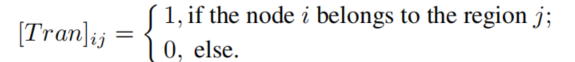 [Tran]ij = { 1, if the node i belongs to the region j;
0, else.